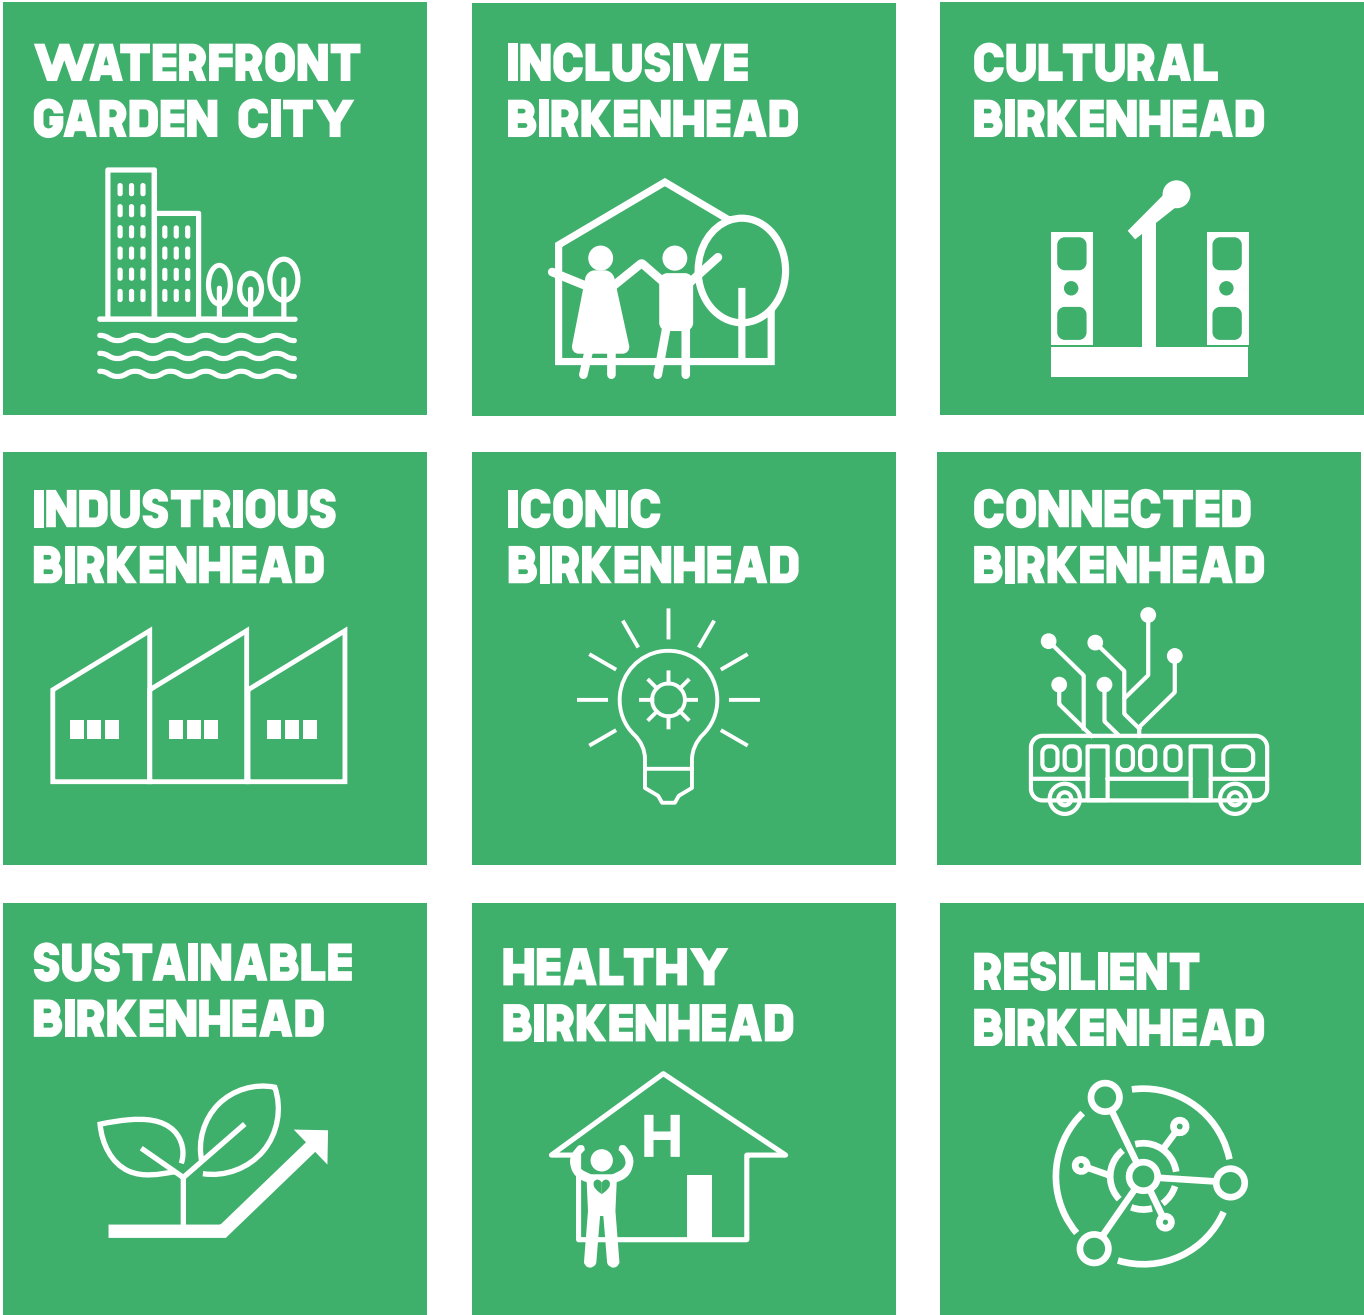 WATERFRONT
GARDEN CITY
INCLUSIVE
BIRKENHEAD
CULTURAL
BIRKENHEAD
INDUSTRIOUS
BIRKENHEAD
ICONIC
BIRKENHEAD
CONNECTED
BIRKENHEAD
SUSTAINABLE
BIRKENHEAD
HEALTHY
BIRKENHEAD
H
RESILIENT
BIRKENHEAD